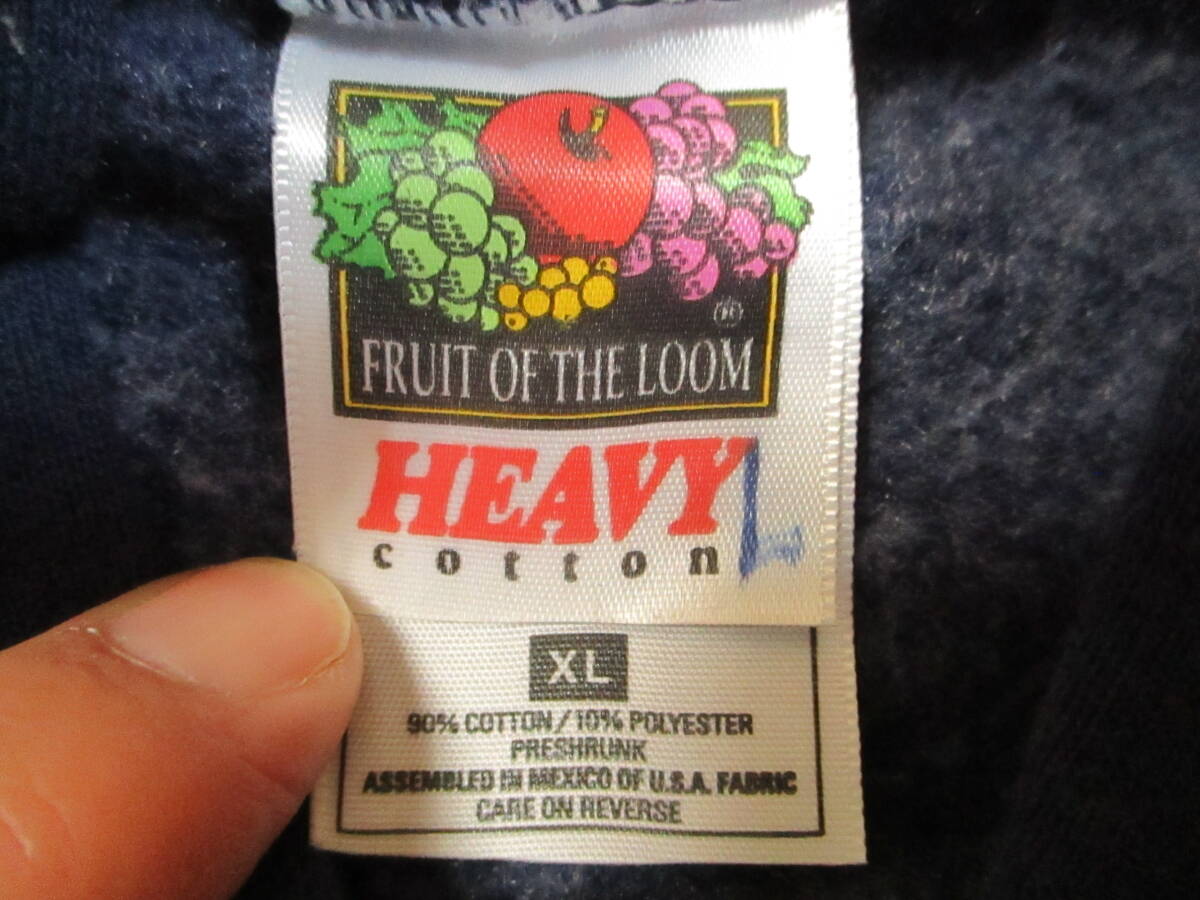 FRUIT OF THE LOOM
HEAVY L
cotton
XL
90% COTTON / 10% POLYESTER
PRESHRUNK
ASSEMBLED IN MEXICO OF U.S.A. FABRIC
CARE ON REVERSE